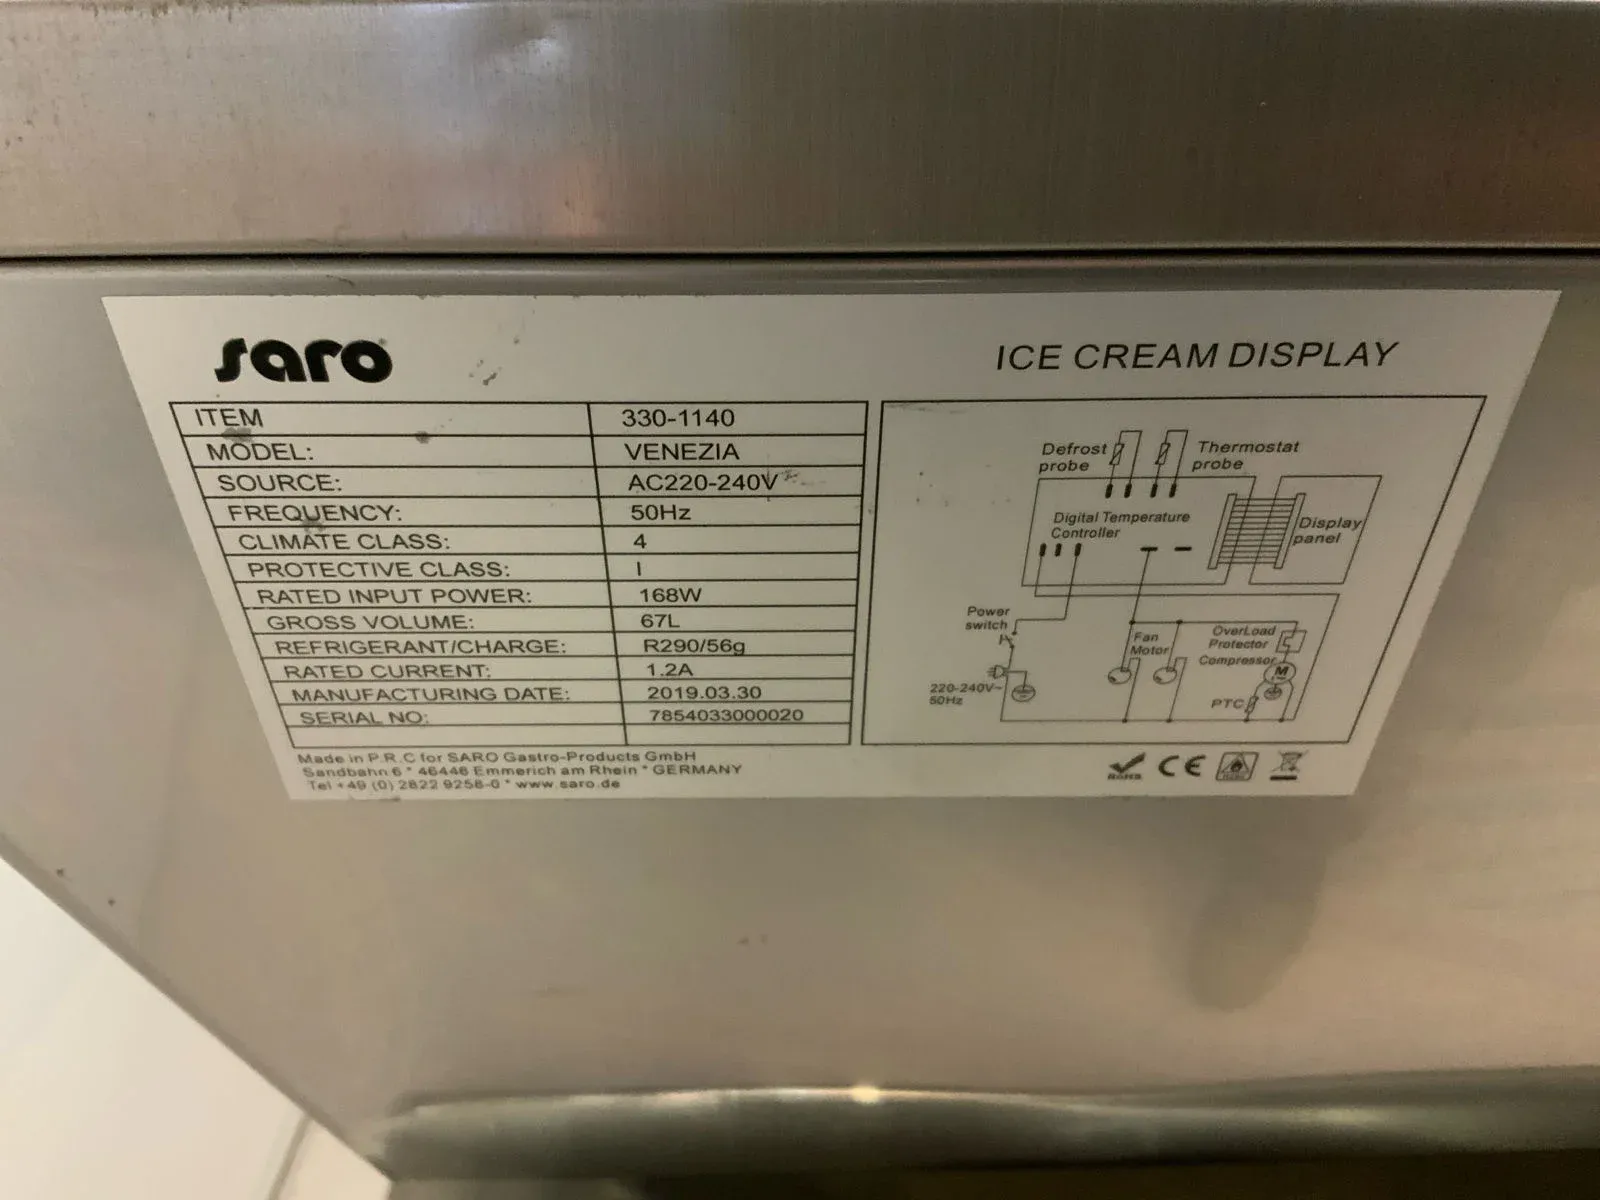 saro
ICE CREAM DISPLAY
ITEM 330-1140
MODEL: VENEZIA
SOURCE: AC220-240V~
FREQUENCY: 50Hz
CLIMATE CLASS: 4
PROTECTIVE CLASS: I
RATED INPUT POWER: 168W
GROSS VOLUME: 67L
REFRIGERANT/CHARGE: R290/56g
RATED CURRENT: 1.2A
MANUFACTURING DATE: 2019.03.30
SERIAL NO: 7854033000020
Made in P.R.C for SARO Gastro-Products GmbH
Sandbahn 6 * 46446 Emmerich am Rhein * GERMANY
Tel +49 (0) 2822 9258-0 * www.saro.de
Defrost
probe
Thermostat
probe
Digital Temperature
Controller
Display
panel
Power
switch
Fan
Motor
OverLoad
Protector
Compressor
M
PTC
220-240V~
50Hz
RoHS
CE